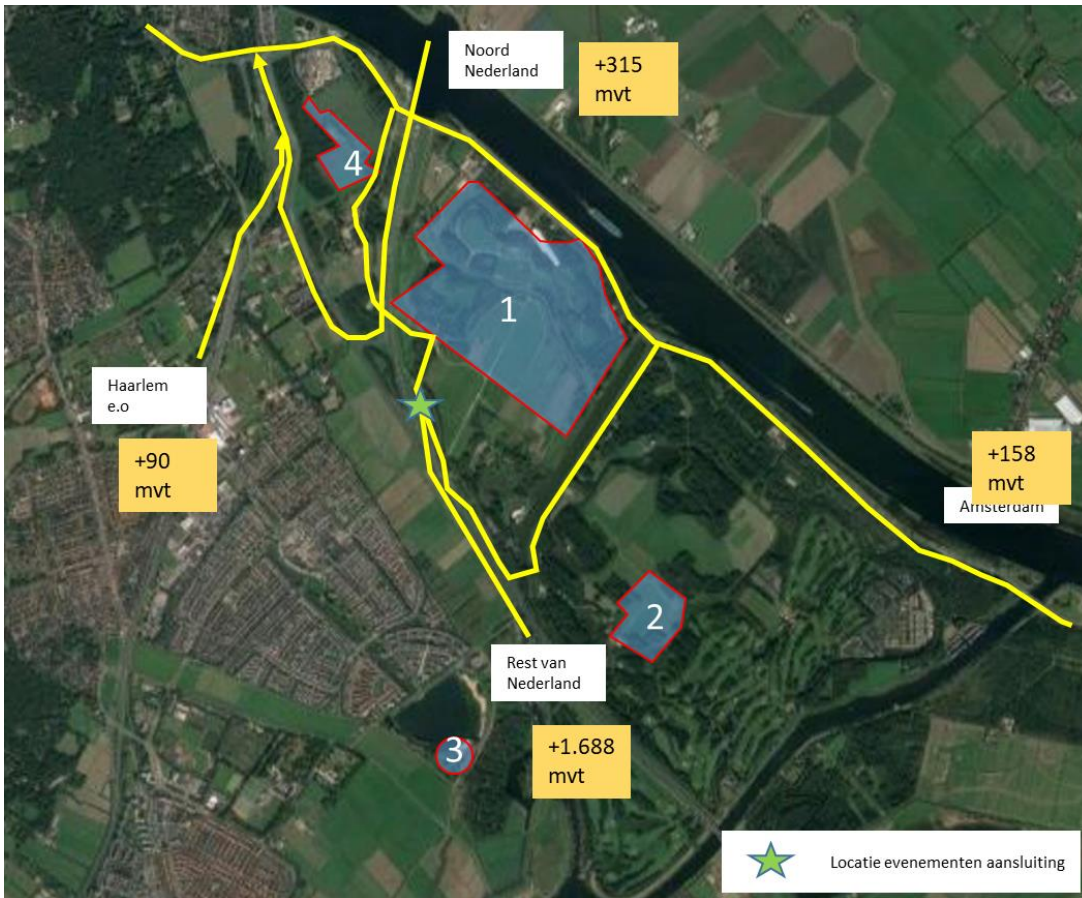 Noord
Nederland
+315
mvt
4
1
Haarlem
e.o
+90
mvt
+158
mvt
Amsterdam
2
Rest van
Nederland
3
+1.688
mvt
Locatie evenementen aansluiting